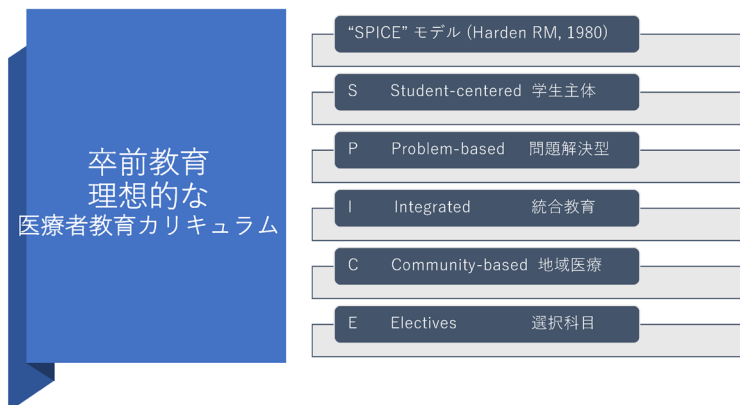 卒前教育
理想的な
医療者教育カリキュラム
“SPICE” モデル (Harden RM, 1980)
S Student-centered 学生主体
P Problem-based 問題解決型
I Integrated 統合教育
C Community-based 地域医療
E Electives 選択科目